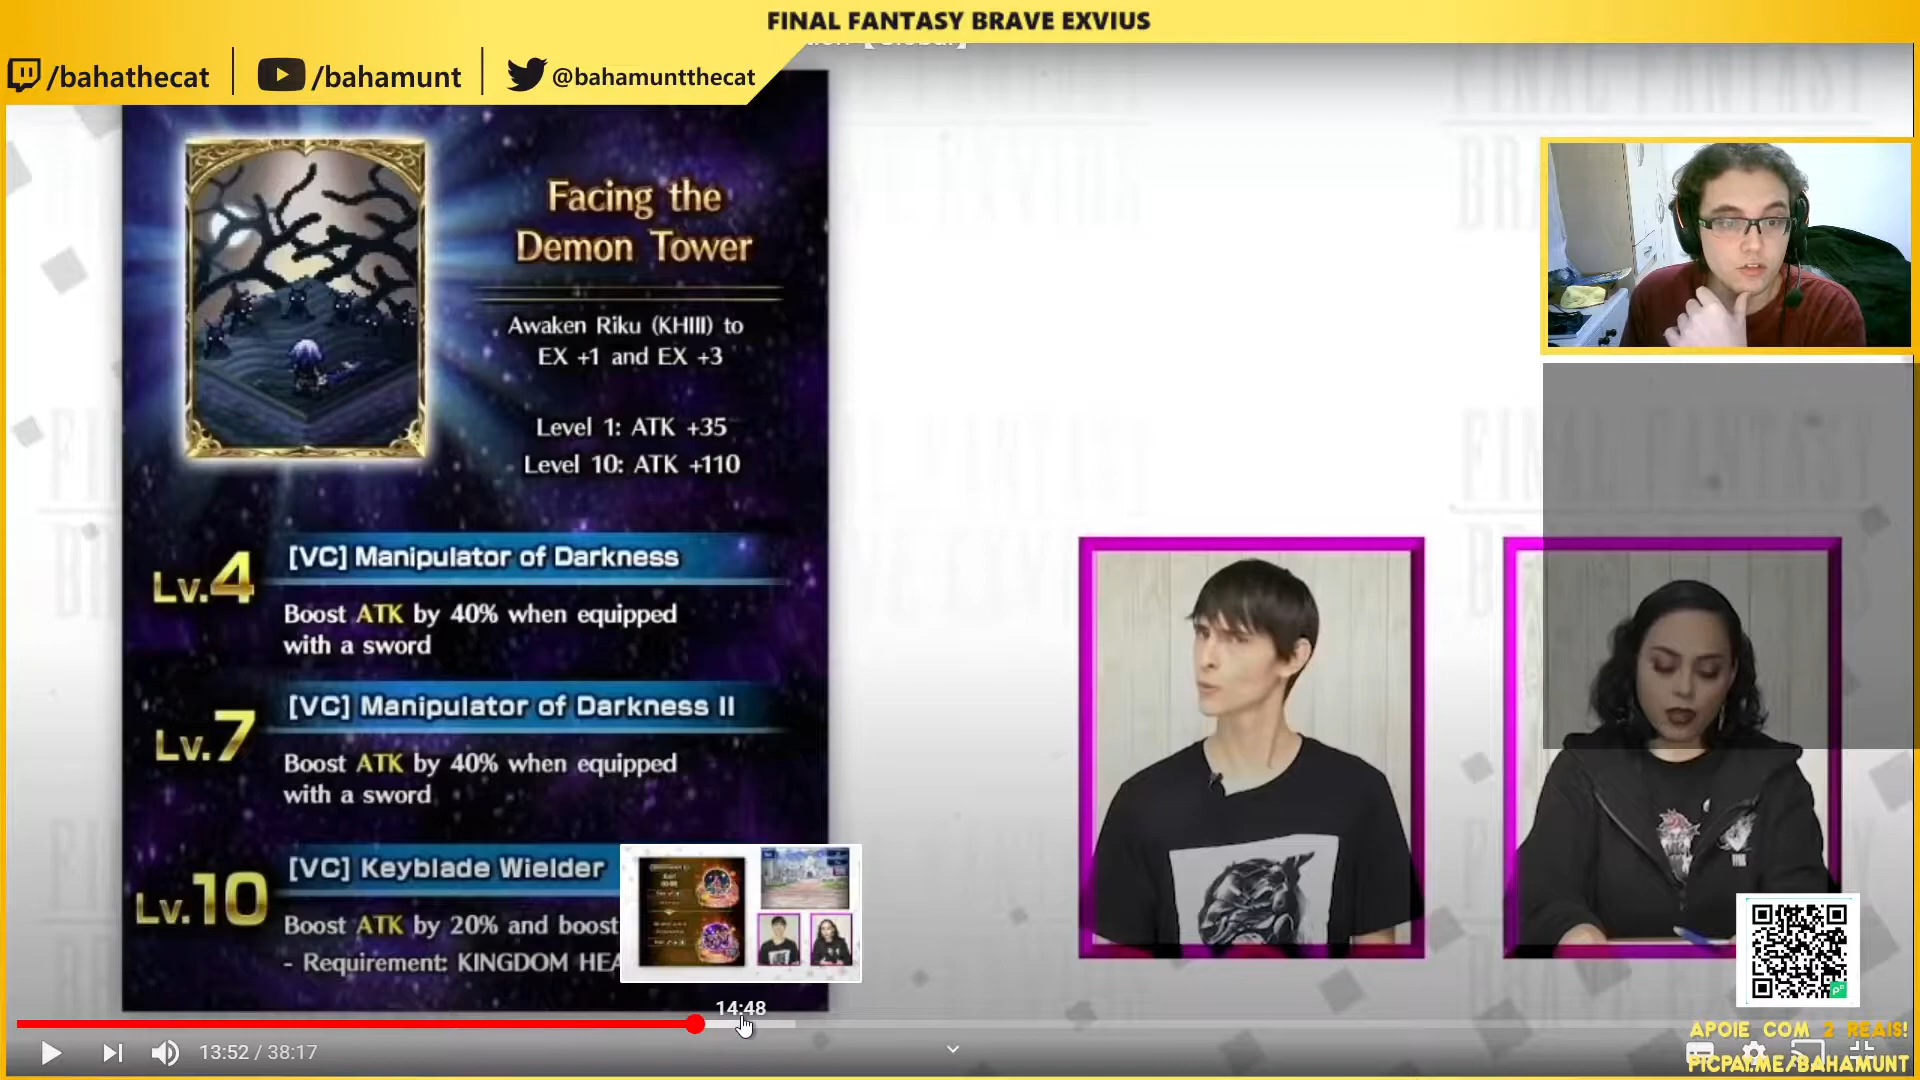 FINAL FANTASY BRAVE EXVIUS
/bahathecat
/bahamunt
@bahamuntthecat
Facing the
Demon Tower
Awaken Riku (KHIII) to
EX +1 and EX +3
Level 1: ATK +35
Level 10: ATK +110
Lv.4
[VC] Manipulator of Darkness
Boost ATK by 40% when equipped
with a sword
Lv.7
[VC] Manipulator of Darkness II
Boost ATK by 40% when equipped
with a sword
Lv.10
[VC] Keyblade Wielder
Boost ATK by 20% and boost
- Requirement: KINGDOM HEA
14:48
13:52 / 38:17
APOIE COM 2 REAIS!
PICPAY.ME/BAHAMUNT